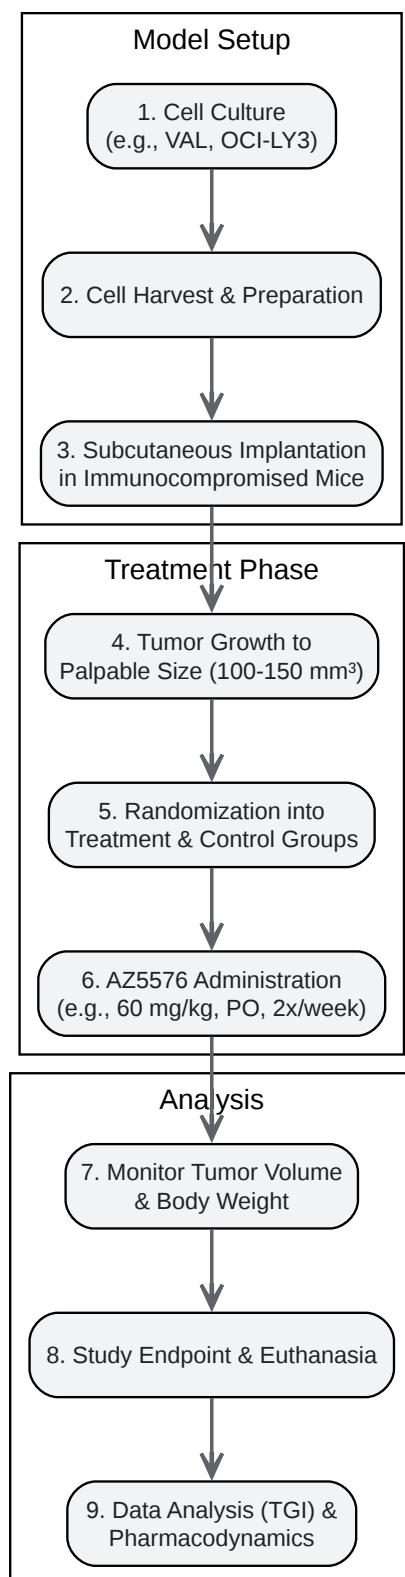 Model Setup
1. Cell Culture
(e.g., VAL, OCI-LY3)
2. Cell Harvest & Preparation
3. Subcutaneous Implantation
in Immunocompromised Mice
Treatment Phase
4. Tumor Growth to
Palpable Size (100-150 mm³)
5. Randomization into
Treatment & Control Groups
6. AZ5576 Administration
(e.g., 60 mg/kg, PO, 2x/week)
Analysis
7. Monitor Tumor Volume
& Body Weight
8. Study Endpoint & Euthanasia
9. Data Analysis (TGI) &
Pharmacodynamics